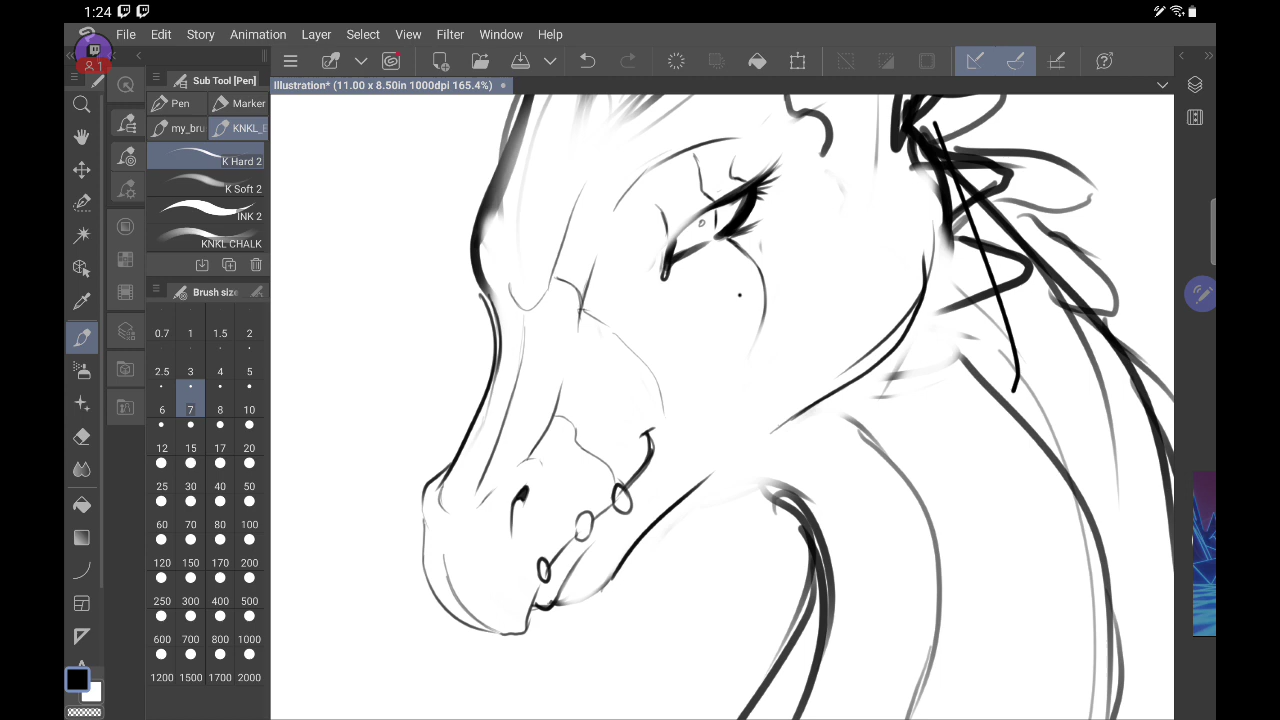 1:24
File Edit Story Animation Layer Select View Filter Window Help
1
Sub Tool [Pen]
Illustration* (11.00 x 8.50in 1000dpi 165.4%)
Pen Marker
my_bru KNKL_E
K Hard 2
K Soft 2
INK 2
KNKL CHALK
Brush size
0.7 1 1.5 2
2.5 3 4 5
6 7 8 10
12 15 17 20
25 30 40 50
60 70 80 100
120 150 170 200
250 300 400 500
600 700 800 1000
1200 1500 1700 2000